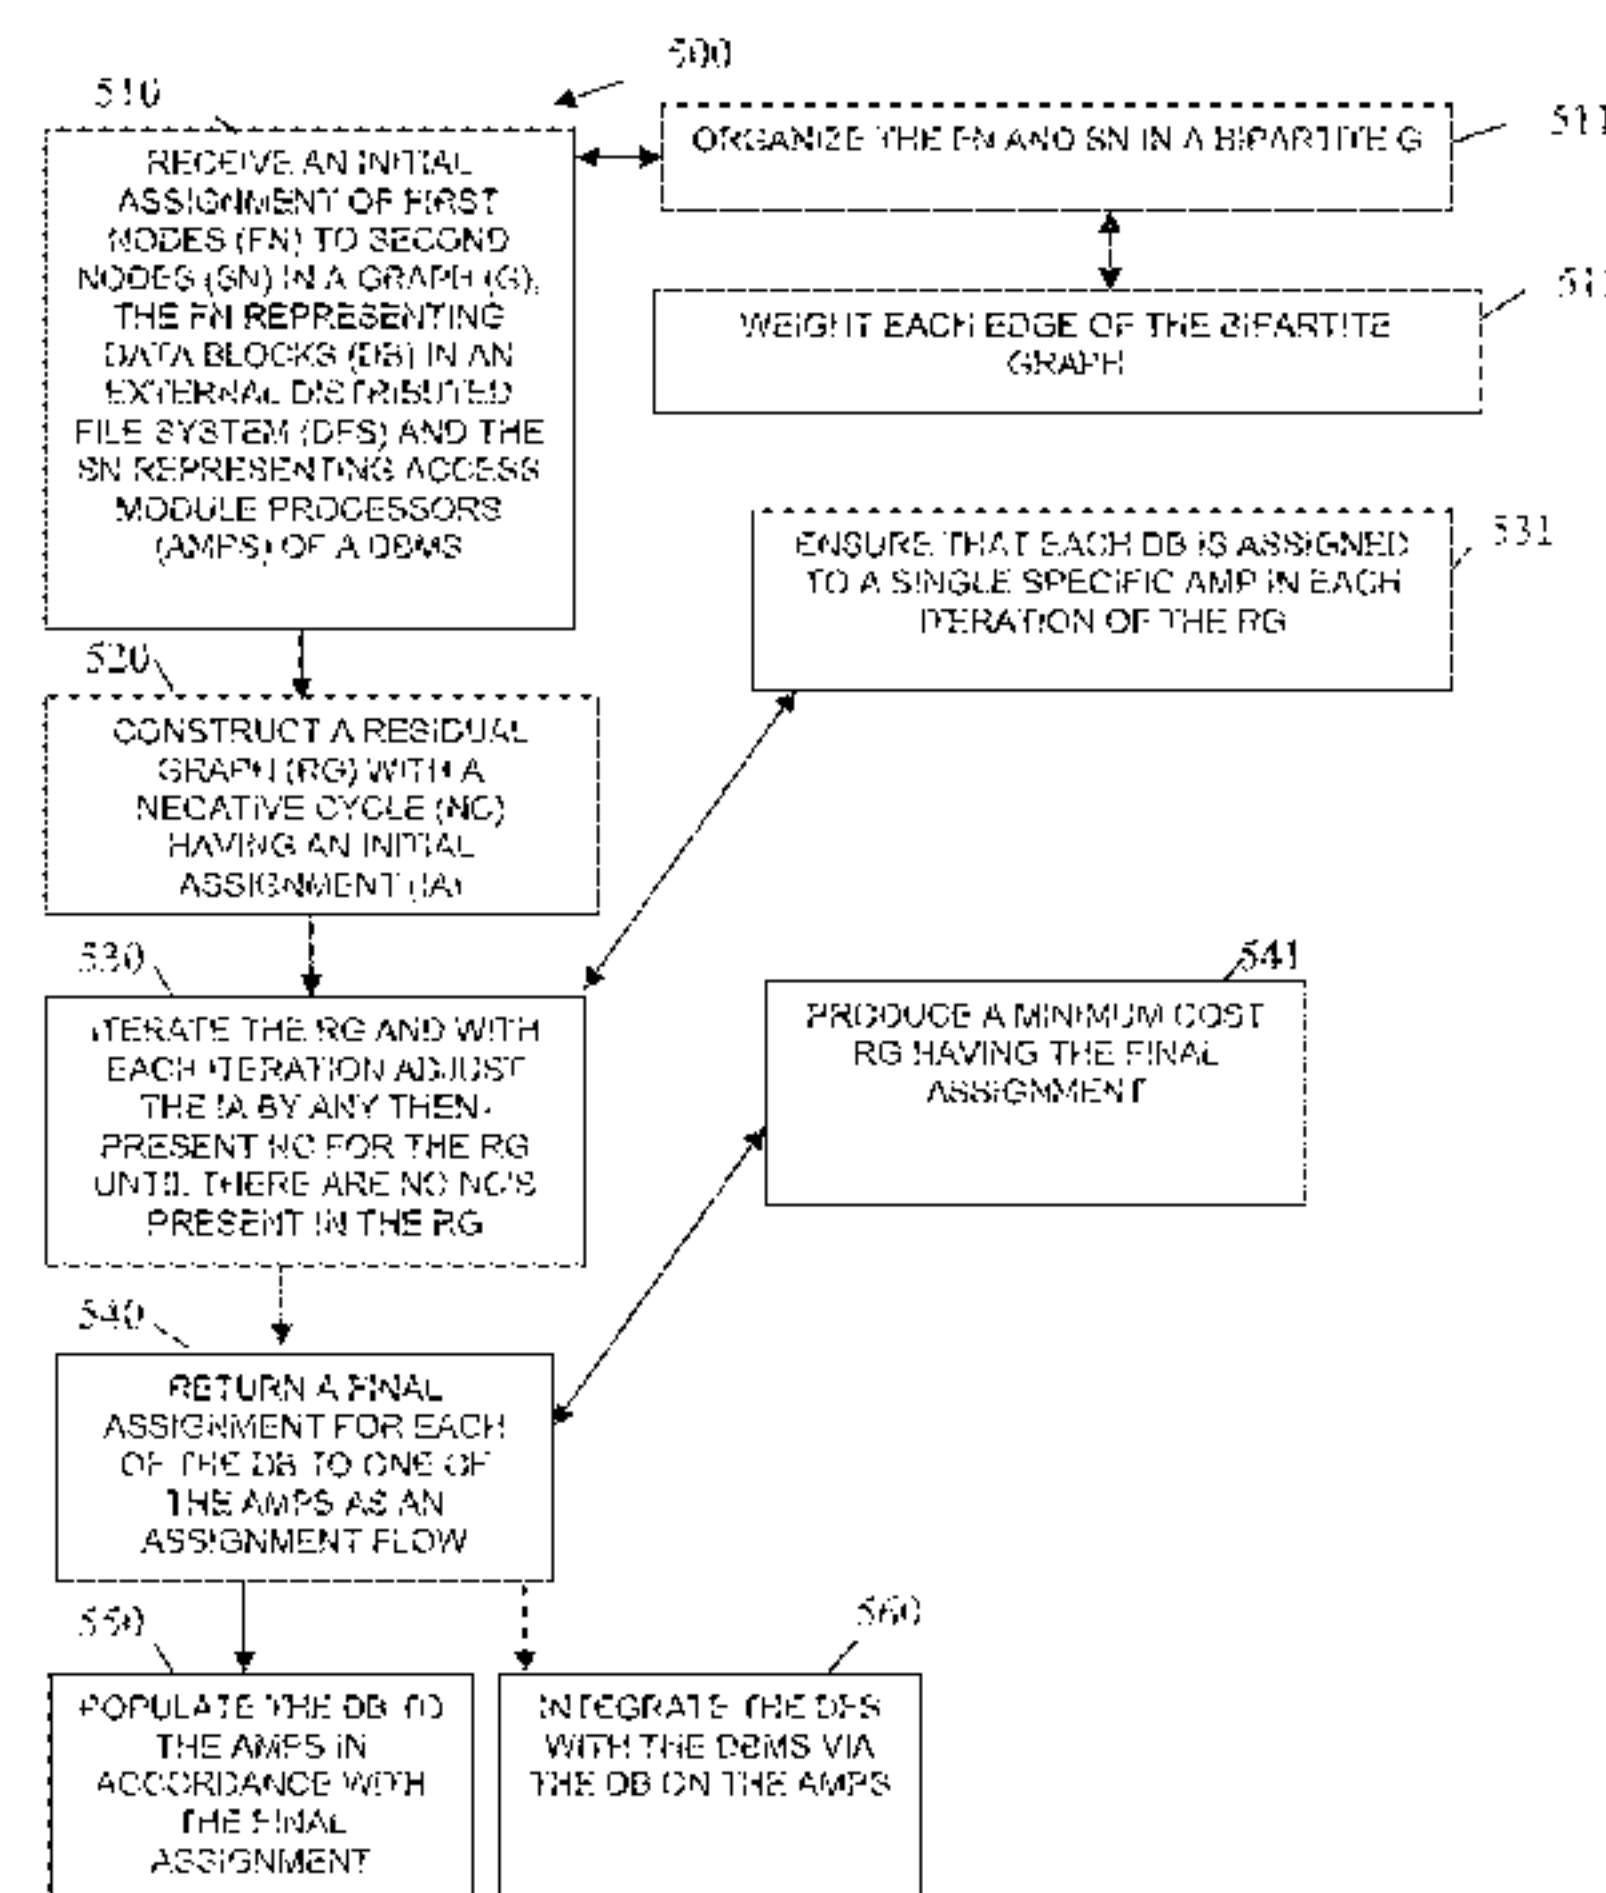 500
510
RECEIVE AN INITIAL
ASSIGNMENT OF FIRST
NODES (FN) TO SECOND
NODES (SN) IN A GRAPH (G),
THE FN REPRESENTING
DATA BLOCKS (DB) IN AN
EXTERNAL DISTRIBUTED
FILE SYSTEM (DFS) AND THE
SN REPRESENTING ACCESS
MODULE PROCESSORS
(AMPS) OF A DBMS
ORGANIZE THE FN AND SN IN A BIPARTITE G
511
WEIGHT EACH EDGE OF THE BIPARTITE
GRAPH
ENSURE THAT EACH DB IS ASSIGNED
TO A SINGLE SPECIFIC AMP IN EACH
ITERATION OF THE RG
531
520
CONSTRUCT A RESIDUAL
GRAPH (RG) WITH A
NEGATIVE CYCLE (NC)
HAVING AN INITIAL
ASSIGNMENT (IA)
530
ITERATE THE RG AND WITH
EACH ITERATION ADJUST
THE IA BY ANY THEN-
PRESENT NC FOR THE RG
UNTIL THERE ARE NO NC'S
PRESENT IN THE RG
541
PRODUCE A MINIMUM COST
RG HAVING THE FINAL
ASSIGNMENT
540
RETURN A FINAL
ASSIGNMENT FOR EACH
OF THE DB TO ONE OF
THE AMPS AS AN
ASSIGNMENT FLOW
550
POPULATE THE DB TO
THE AMPS IN
ACCORDANCE WITH
THE FINAL
ASSIGNMENT
560
INTEGRATE THE DFS
WITH THE DBMS VIA
THE DB ON THE AMPS